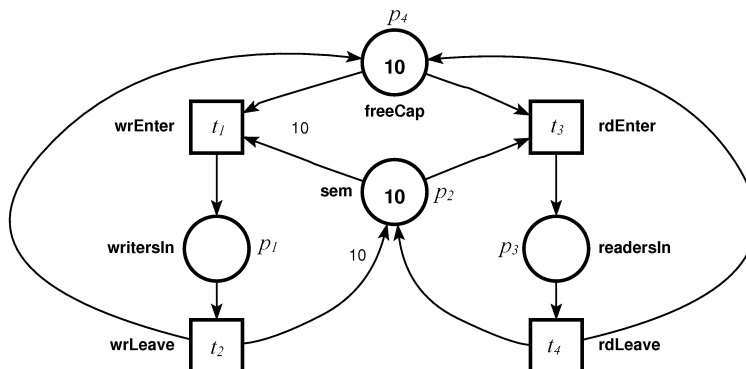 p4
10
freeCap
wrEnter
t1
10
t3
rdEnter
sem
10
p2
writersIn
p1
p3
readersIn
10
wrLeave
t2
t4
rdLeave